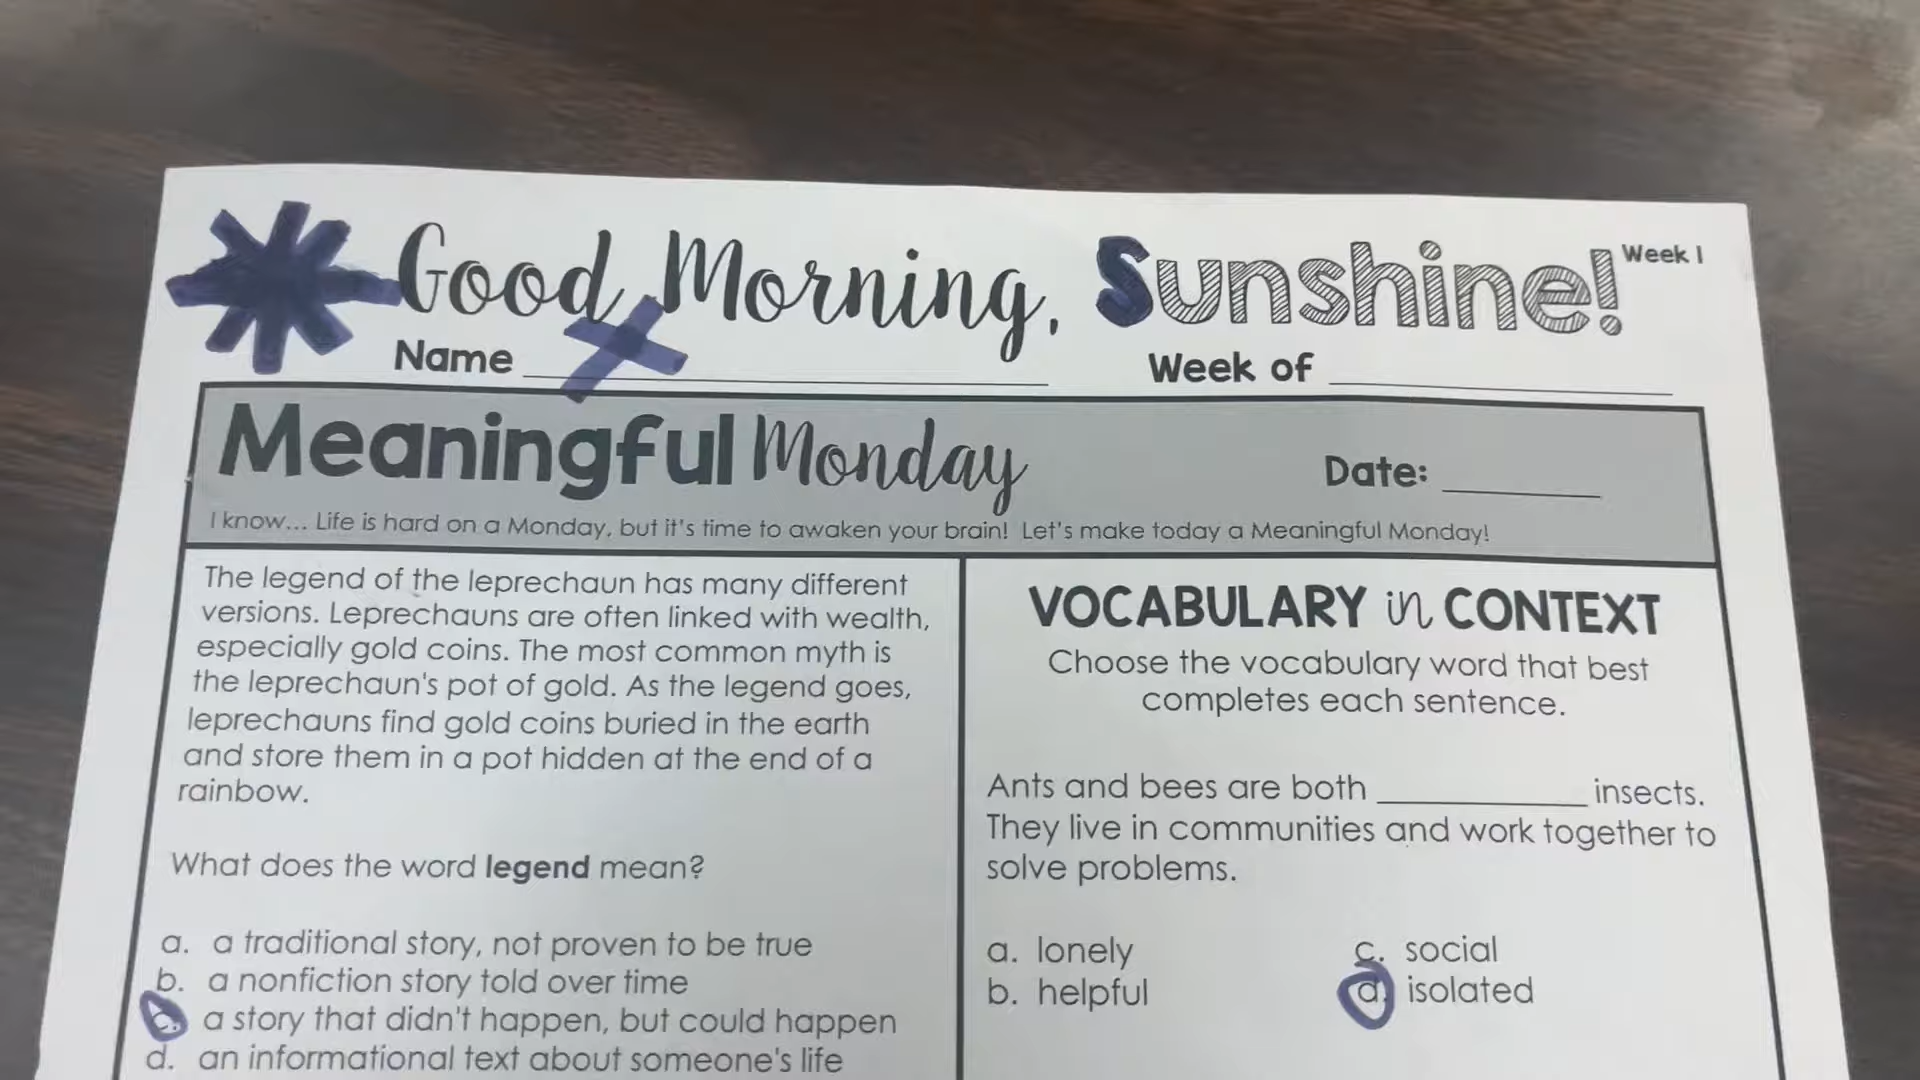 Good Morning, Sunshine!
Week 1
Name
Week of
Meaningful Monday
Date:
I know... Life is hard on a Monday, but it's time to awaken your brain! Let's make today a Meaningful Monday!
The legend of the leprechaun has many different
versions. Leprechauns are often linked with wealth,
especially gold coins. The most common myth is
the leprechaun's pot of gold. As the legend goes,
leprechauns find gold coins buried in the earth
and store them in a pot hidden at the end of a
rainbow.
What does the word legend mean?
a. a traditional story, not proven to be true
b. a nonfiction story told over time
c. a story that didn't happen, but could happen
d. an informational text about someone's life
VOCABULARY in CONTEXT
Choose the vocabulary word that best
completes each sentence.
Ants and bees are both __________ insects.
They live in communities and work together to
solve problems.
a. lonely
b. helpful
c. social
d. isolated